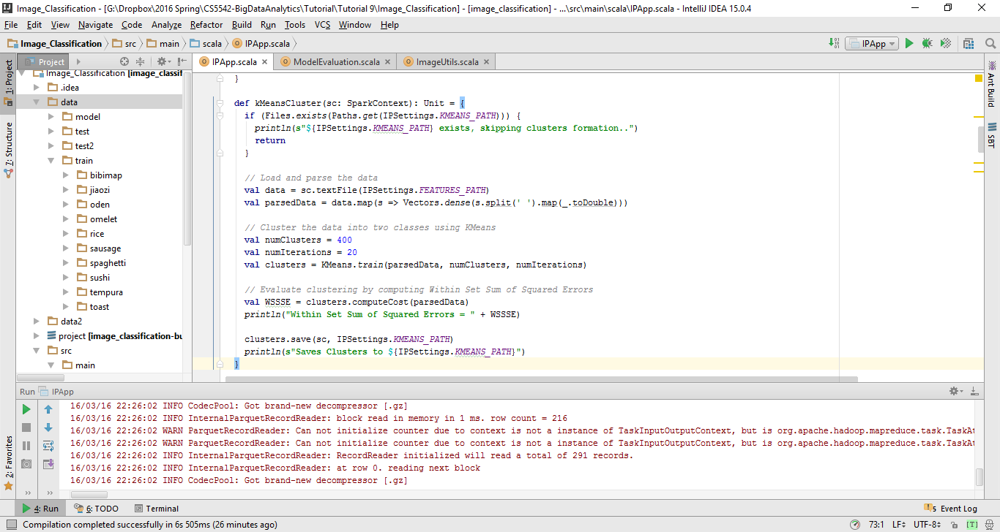 Image_Classification - [G:\Dropbox\2016 Spring\CS5542-BigDataAnalytics\Tutorial\Tutorial 9\Image_Classification] - [image_classification] - ...\src\main\scala\IPApp.scala - IntelliJ IDEA 15.0.4
File Edit View Navigate Code Analyze Refactor Build Run Tools VCS Window Help
Image_Classification src main scala IPApp.scala
IPApp
Project
IPApp.scala ModelEvaluation.scala ImageUtils.scala
1: Project
7: Structure
2: Favorites
Image_Classification [image_classif
.idea
data
model
test
test2
train
bibimap
jiaozi
oden
omelet
rice
sausage
spaghetti
sushi
tempura
toast
data2
project [image_classification-bu
src
main
}
def kMeansCluster(sc: SparkContext): Unit = {
if (Files.exists(Paths.get(IPSettings.KMEANS_PATH))) {
println(s"${IPSettings.KMEANS_PATH} exists, skipping clusters formation..")
return
}
// Load and parse the data
val data = sc.textFile(IPSettings.FEATURES_PATH)
val parsedData = data.map(s => Vectors.dense(s.split(' ').map(_.toDouble)))
// Cluster the data into two classes using KMeans
val numClusters = 400
val numIterations = 20
val clusters = KMeans.train(parsedData, numClusters, numIterations)
// Evaluate clustering by computing Within Set Sum of Squared Errors
val WSSSE = clusters.computeCost(parsedData)
println("Within Set Sum of Squared Errors = " + WSSSE)
clusters.save(sc, IPSettings.KMEANS_PATH)
println(s"Saves Clusters to ${IPSettings.KMEANS_PATH}")
}
Ant Build
SBT
Run IPApp
16/03/16 22:26:02 INFO CodecPool: Got brand-new decompressor [.gz]
16/03/16 22:26:02 INFO InternalParquetRecordReader: block read in memory in 1 ms. row count = 216
16/03/16 22:26:02 WARN ParquetRecordReader: Can not initialize counter due to context is not a instance of TaskInputOutputContext, but is org.apache.hadoop.mapreduce.task.TaskAt
16/03/16 22:26:02 WARN ParquetRecordReader: Can not initialize counter due to context is not a instance of TaskInputOutputContext, but is org.apache.hadoop.mapreduce.task.TaskAt
16/03/16 22:26:02 INFO InternalParquetRecordReader: RecordReader initialized will read a total of 291 records.
16/03/16 22:26:02 INFO InternalParquetRecordReader: at row 0. reading next block
16/03/16 22:26:02 INFO CodecPool: Got brand-new decompressor [.gz]
4: Run 6: TODO Terminal 5 Event Log
Compilation completed successfully in 6s 505ms (26 minutes ago) 73:1 LF UTF-8 [T]